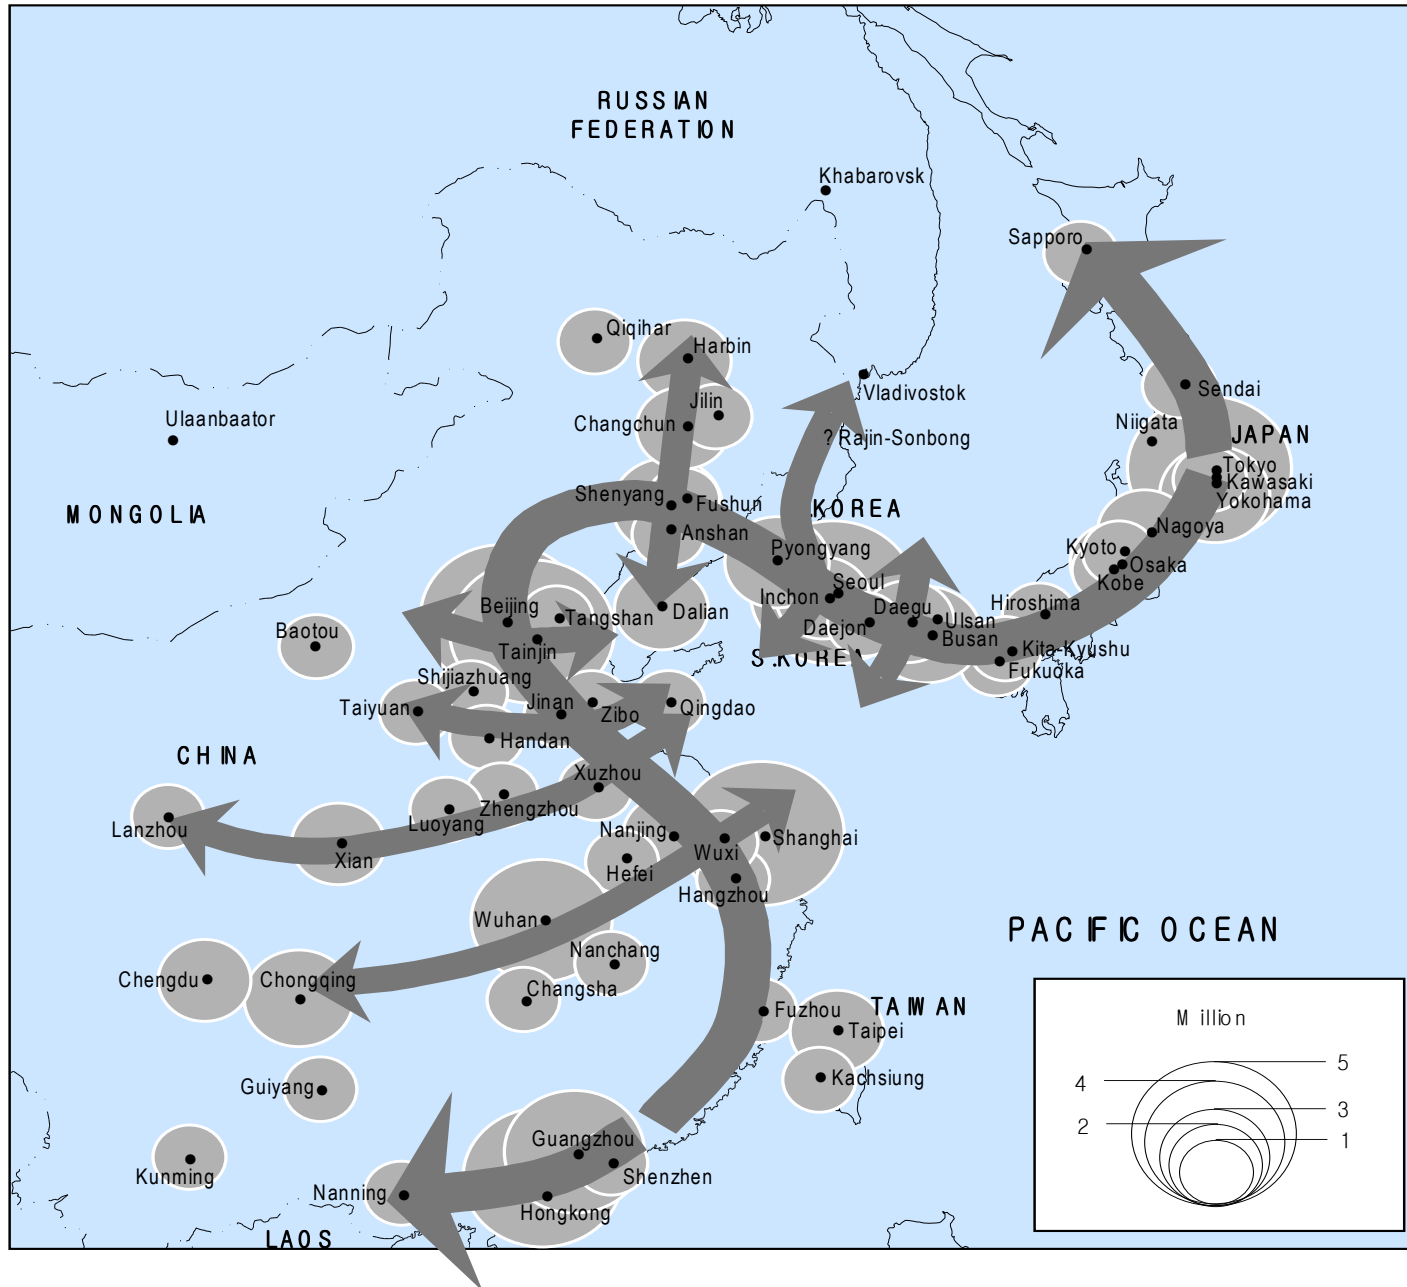 RUSSIAN
FEDERATION
Khabarovsk
Sapporo
Qiqihar
Harbin
Vladivostok
Sendai
Jilin
Ulaanbaator
Changchun
? Rajin-Sonbong
Niigata
JAPAN
Tokyo
Kawasaki
Yokohama
MONGOLIA
Shenyang
Fushun
KOREA
Anshan
Nagoya
Pyongyang
Kyoto
Osaka
Kobe
Seoul
Inchon
Hiroshima
Beijing
Tangshan
Dalian
Daegu
Ulsan
Daejon
Busan
Baotou
Tainjin
S.KOREA
Kita-Kyushu
Fukuoka
Shijiazhuang
Taiyuan
Jinan
Zibo
Qingdao
Handan
CHINA
Xuzhou
Zhengzhou
Luoyang
Lanzhou
Xian
Nanjing
Wuxi
Shanghai
Hefei
Hangzhou
Wuhan
PACIFIC OCEAN
Nanchang
Chengdu
Chongqing
Changsha
Fuzhou
TAIWAN
Taipei
Million
5
4
3
2
1
Kachsiung
Guiyang
Guangzhou
Kunming
Shenzhen
Nanning
Hongkong
LAOS